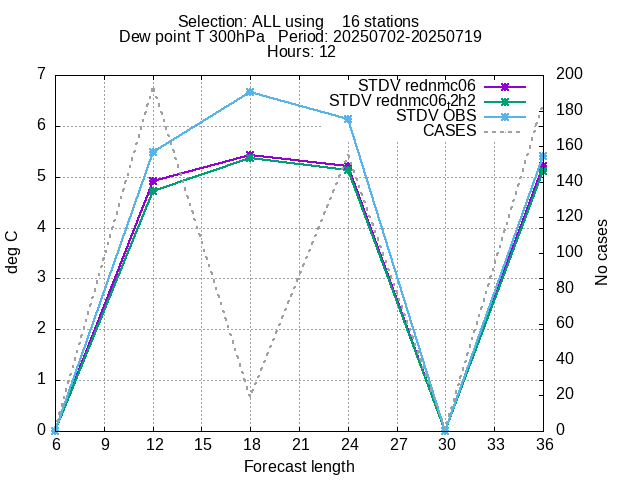 Selection: ALL using    16 stations
Dew point T 300hPa   Period: 20250702-20250719
Hours: 12
STDV rednmc06
STDV rednmc06,2h2
STDV OBS
CASES
deg C
No cases
7
6
5
4
3
2
1
0
200
180
160
140
120
100
80
60
40
20
0
6 9 12 15 18 21 24 27 30 33 36
Forecast length